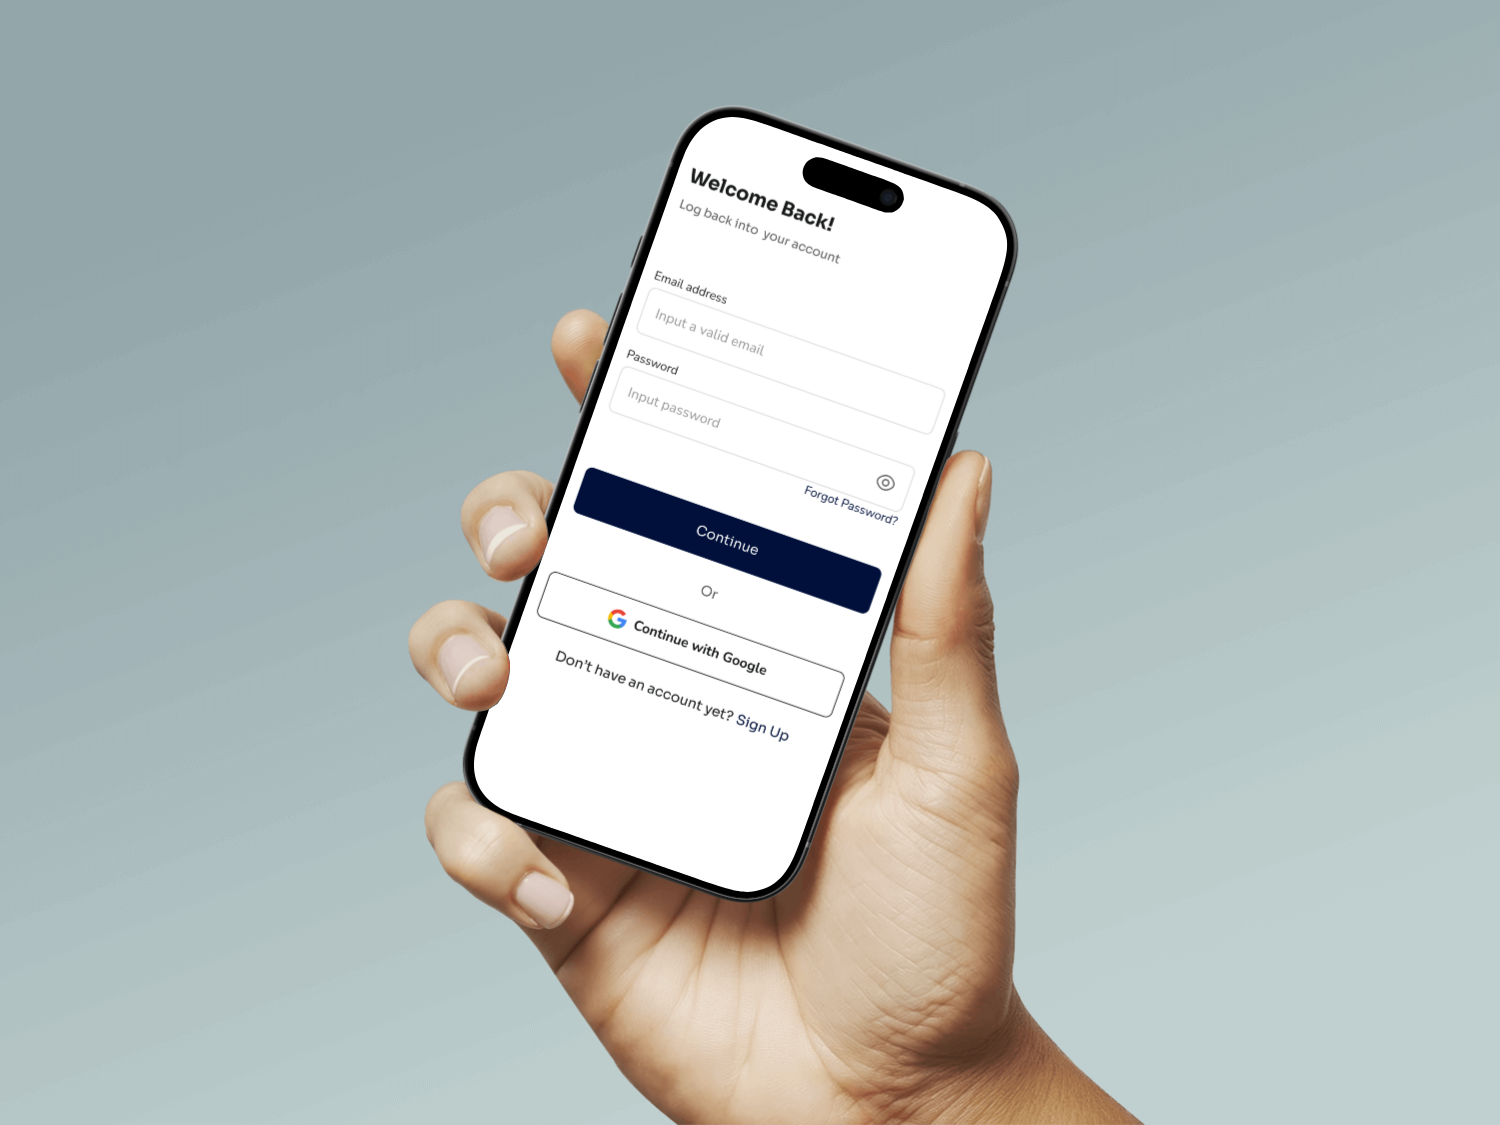 Welcome Back!
Log back into your account
Email address
Input a valid email
Password
Input password
Forgot Password?
Continue
Or
Continue with Google
Don't have an account yet? Sign Up